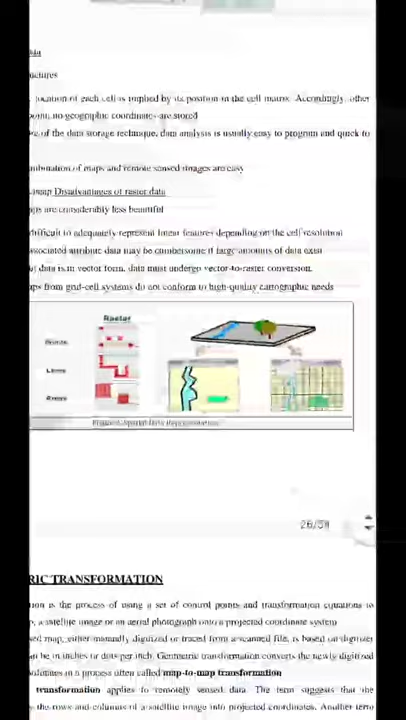 uctures
location of each cell is implied by its position in the cell matrix. Accordingly, other
point, no geographic coordinates are stored
of the data storage technique, data analysis is usually easy to program and quick to
of maps and remote sensed images are easy
Disadvantages of raster data
are considerably less beautiful
difficult to adequately represent linear features depending on the cell resolution
associated attribute data may be cumbersome if large amounts of data exist
data is in vector form, data must undergo vector-to-raster conversion.
from grid-cell systems do not conform to high-quality cartographic needs
Raster
Points
Lines
Areas
26/58
RIC TRANSFORMATION
tion is the process of using a set of control points and transformation equations to
, a satellite image or an aerial photograph onto a projected coordinate system
map, either manually digitized or traced from a scanned file, is based on digitizer
be in inches or dots per inch. Geometric transformation converts the newly digitized
in a process often called map-to-map transformation
transformation applies to remotely sensed data. The term suggests that the
the rows and columns of a satellite image into projected coordinates. Another term